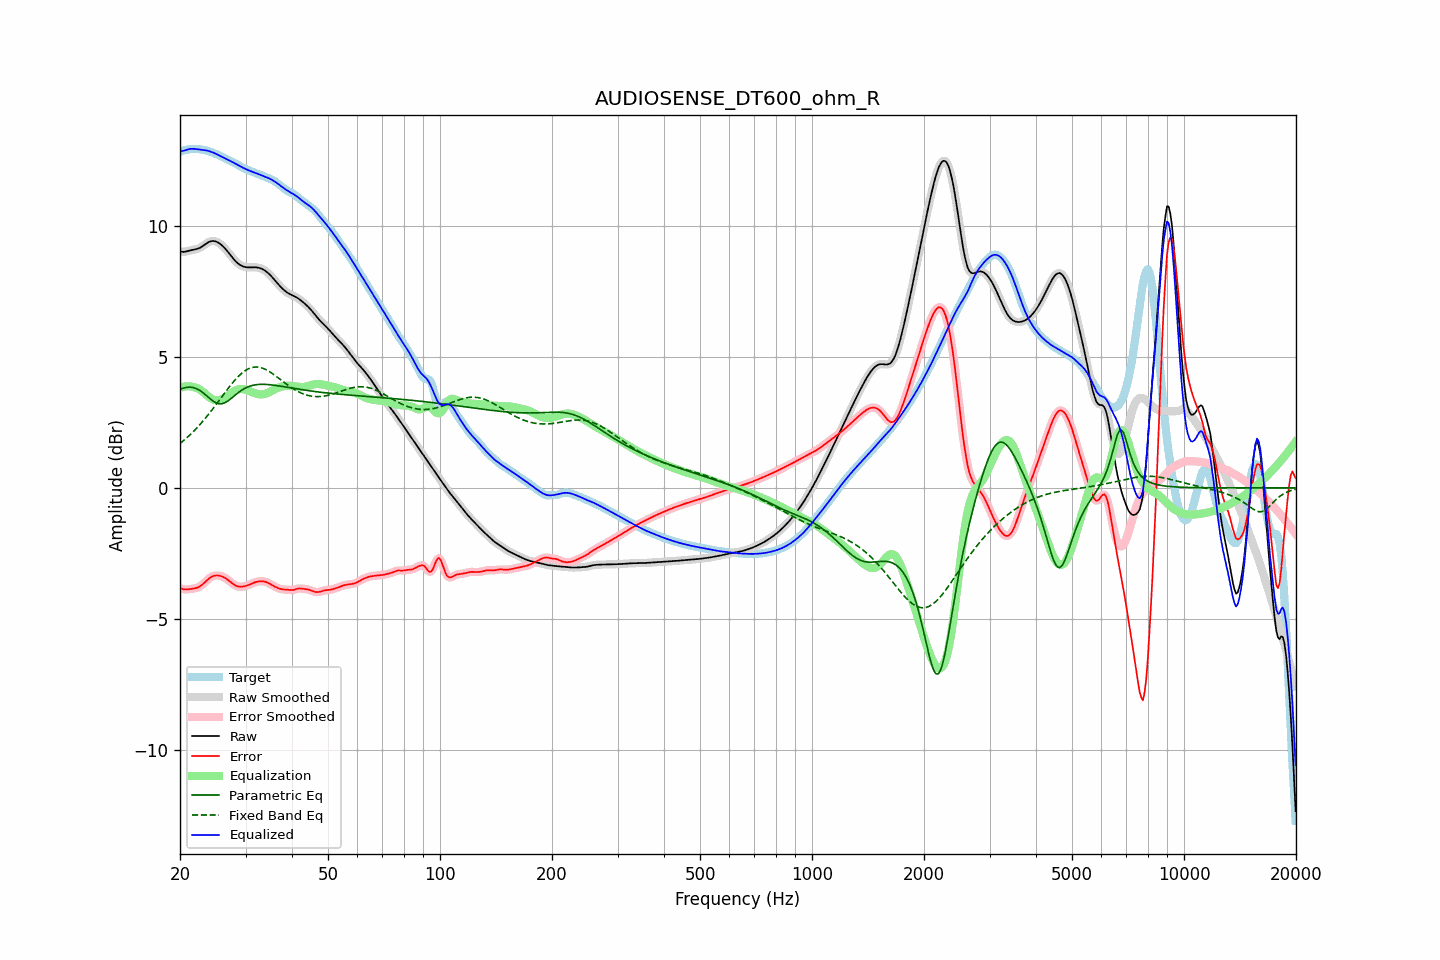 AUDIOSENSE_DT600_ohm_R
Amplitude (dBr)
10
5
0
−5
−10
Target
Raw Smoothed
Error Smoothed
Raw
Error
Equalization
Parametric Eq
Fixed Band Eq
Equalized
20 50 100 200 500 1000 2000 5000 10000 20000
Frequency (Hz)